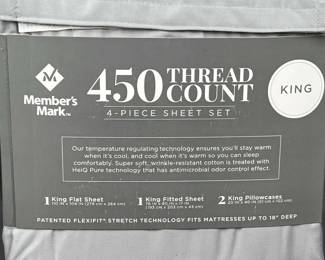 450 THREAD
COUNT
4-PIECE SHEET SET
KING
Member's
Mark™
Our temperature regulating technology ensures you'll stay warm
when it's cool, and cool when it's warm so you can sleep
comfortably. Super soft, wrinkle-resistant cotton is treated with
HeiQ Pure technology that has antimicrobial odor control effect.
1 King Flat Sheet
1 King Fitted Sheet
2 King Pillowcases
PATENTED FLEXIFIT™ STRETCH TECHNOLOGY FITS MATTRESSES UP TO 18" DEEP